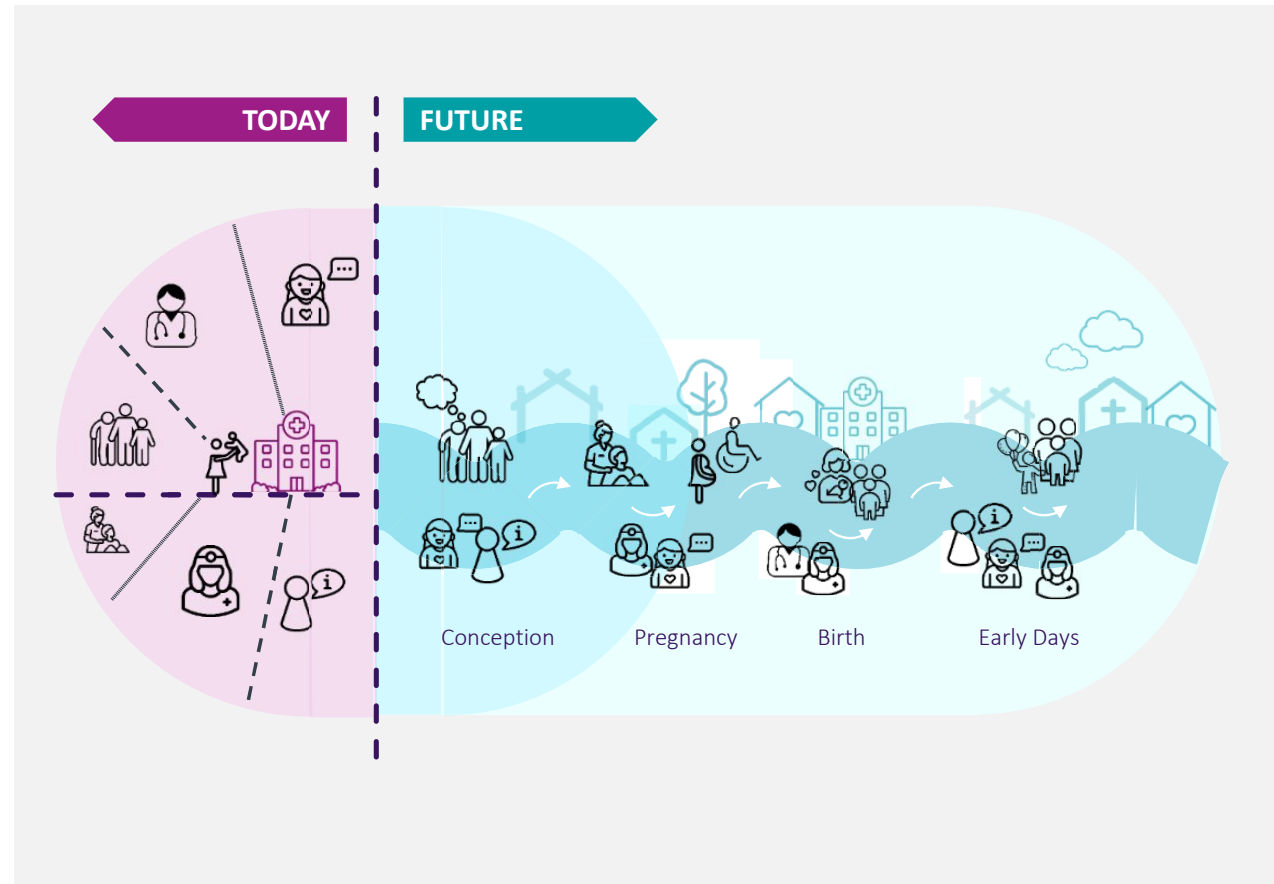 TODAY
FUTURE
i
i
i
Conception
Pregnancy
Birth
Early Days